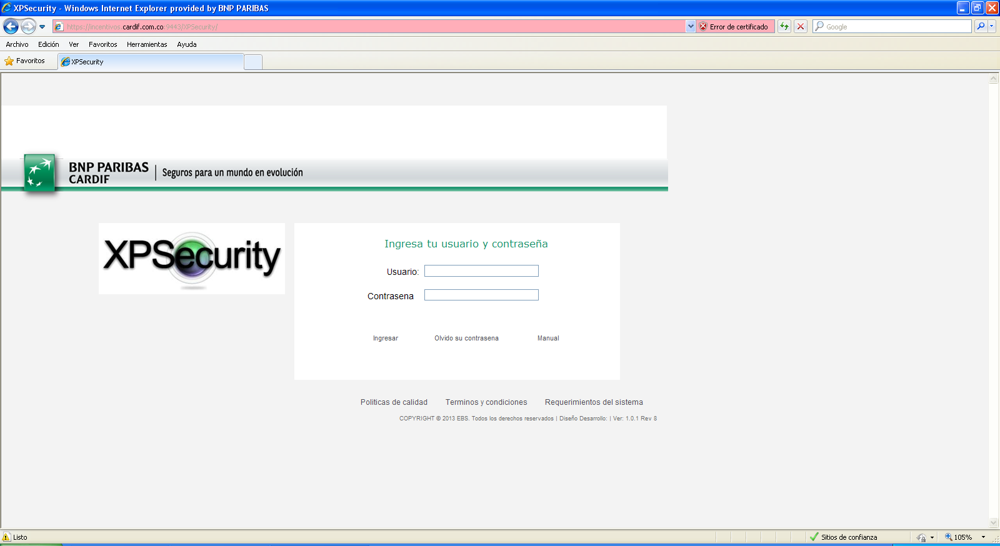 XPSecurity - Windows Internet Explorer provided by BNP PARIBAS
https://incentivos.cardif.com.co:9443/XPSecurity/
Error de certificado
Google
Archivo Edición Ver Favoritos Herramientas Ayuda
Favoritos
XPSecurity
BNP PARIBAS
CARDIF
Seguros para un mundo en evolución
XPSecurity
Ingresa tu usuario y contraseña
Usuario:
Contrasena
Ingresar Olvido su contrasena Manual
Politicas de calidad Terminos y condiciones Requerimientos del sistema
COPYRIGHT © 2013 EBS. Todos los derechos reservados | Diseño Desarrollo: | Ver: 1.0.1 Rev 8
Listo
Sitios de confianza
105%